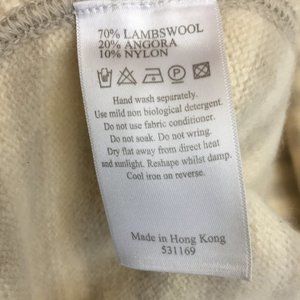 70% LAMBSWOOL
20% ANGORA
10% NYLON
Hand wash separately.
Use mild non biological detergent.
Do not use fabric conditioner.
Do not soak. Do not wring.
Dry flat away from direct heat
and sunlight. Reshape whilst damp.
Cool iron on reverse.
Made in Hong Kong
531169